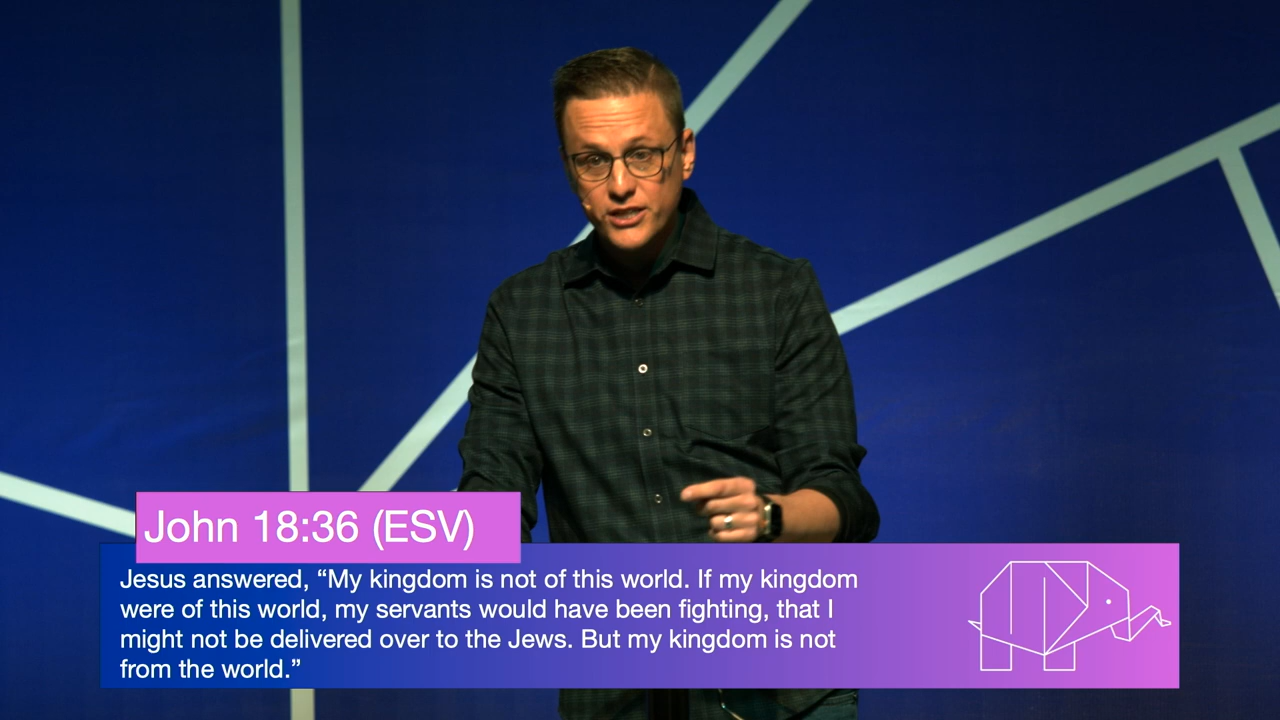 John 18:36 (ESV)
Jesus answered, “My kingdom is not of this world. If my kingdom
were of this world, my servants would have been fighting, that I
might not be delivered over to the Jews. But my kingdom is not
from the world.”